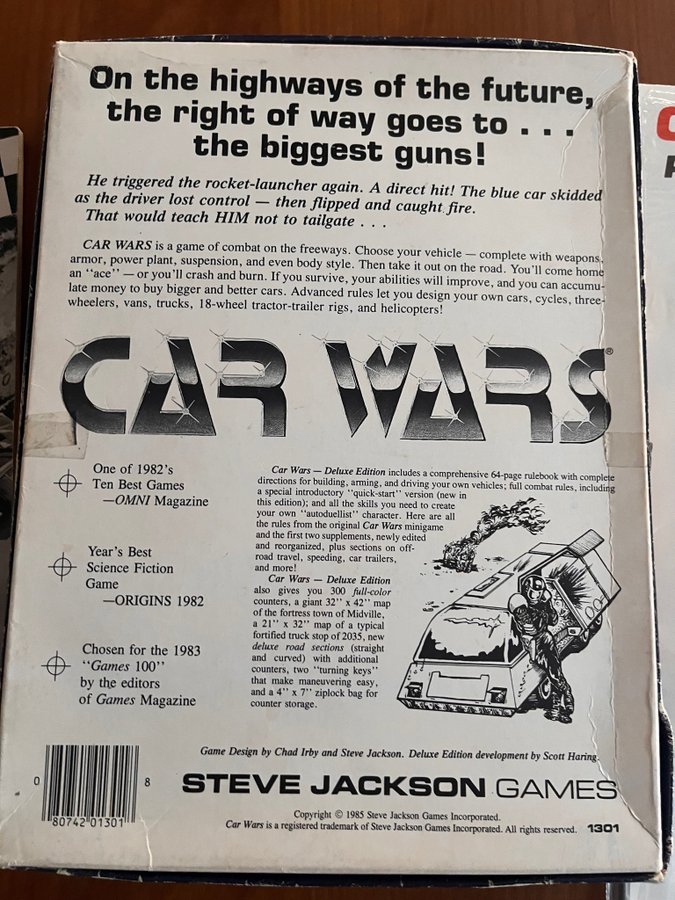 On the highways of the future,
the right of way goes to . . .
the biggest guns!
He triggered the rocket-launcher again. A direct hit! The blue car skidded
as the driver lost control — then flipped and caught fire.
That would teach HIM not to tailgate . . .
CAR WARS is a game of combat on the freeways. Choose your vehicle — complete with weapons,
armor, power plant, suspension, and even body style. Then take it out on the road. You'll come home
an "ace" — or you'll crash and burn. If you survive, your abilities will improve, and you can accumu-
late money to buy bigger and better cars. Advanced rules let you design your own cars, cycles, three-
wheelers, vans, trucks, 18-wheel tractor-trailer rigs, and helicopters!
CAR WARS®
One of 1982's
Ten Best Games
—OMNI Magazine
Year's Best
Science Fiction
Game
—ORIGINS 1982
Chosen for the 1983
"Games 100"
by the editors
of Games Magazine
Car Wars — Deluxe Edition includes a comprehensive 64-page rulebook with complete
directions for building, arming, and driving your own vehicles; full combat rules, including
a special introductory "quick-start" version (new in
this edition); and all the skills you need to create
your own "autoduellist" character. Here are all
the rules from the original Car Wars minigame
and the first two supplements, newly edited
and reorganized, plus sections on off-
road travel, speeding, car trailers,
and more!
Car Wars — Deluxe Edition
also gives you 300 full-color
counters, a giant 32" x 42" map
of the fortress town of Midville,
a 21" x 32" map of a typical
fortified truck stop of 2035, new
deluxe road sections (straight
and curved) with additional
counters, two "turning keys"
that make maneuvering easy,
and a 4" x 7" ziplock bag for
counter storage.
Game Design by Chad Irby and Steve Jackson. Deluxe Edition development by Scott Haring.
0 80742 01301 8
STEVE JACKSON GAMES
Copyright © 1985 Steve Jackson Games Incorporated.
Car Wars is a registered trademark of Steve Jackson Games Incorporated. All rights reserved. 1301